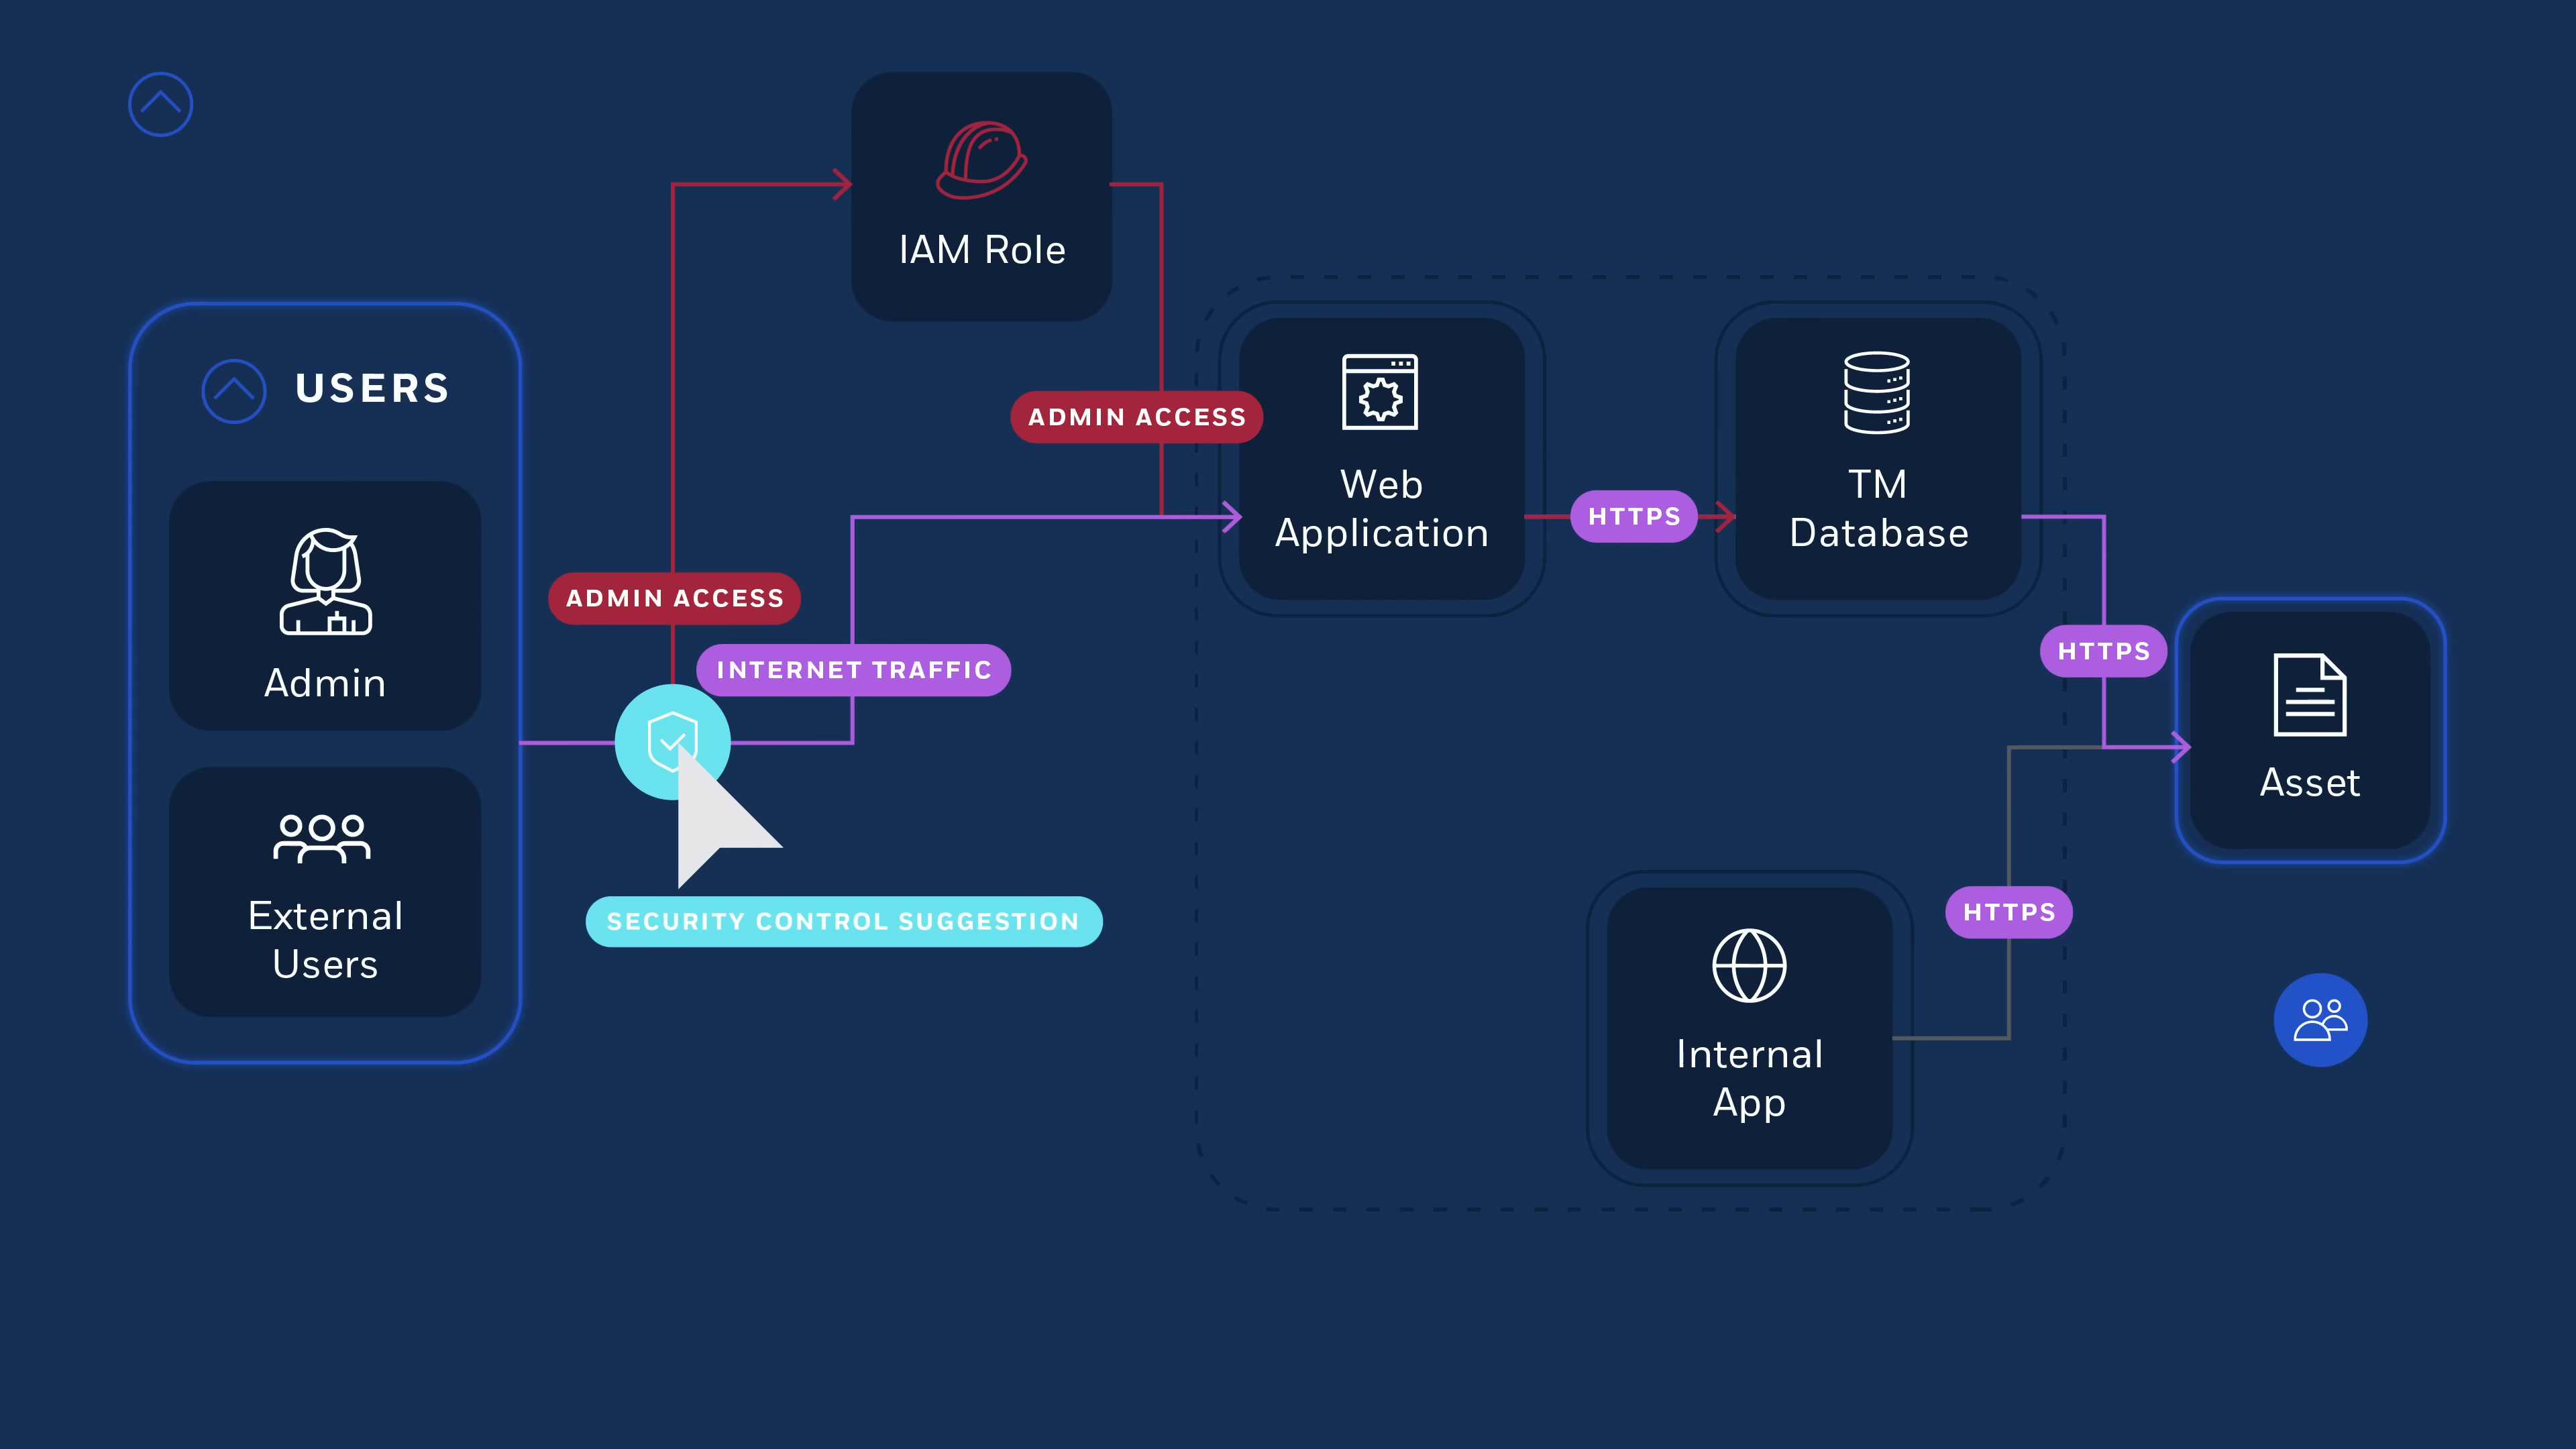 IAM Role
USERS
ADMIN ACCESS
Web
Application
TM
Database
HTTPS
Admin
ADMIN ACCESS
INTERNET TRAFFIC
HTTPS
Asset
External
Users
SECURITY CONTROL SUGGESTION
HTTPS
Internal
App